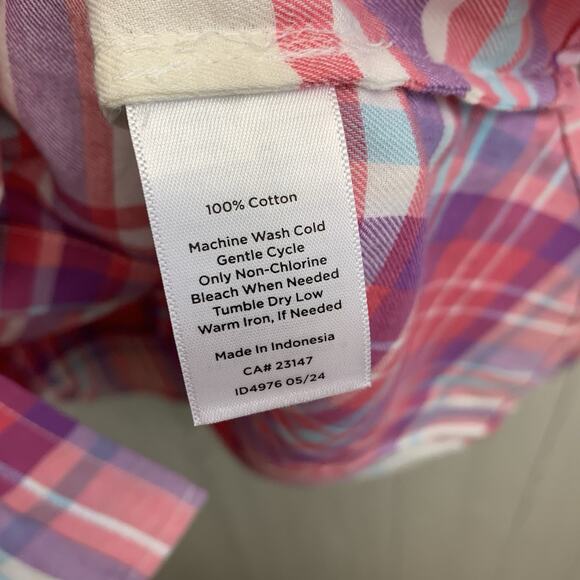 100% Cotton
Machine Wash Cold
Gentle Cycle
Only Non-Chlorine
Bleach When Needed
Tumble Dry Low
Warm Iron, If Needed
Made In Indonesia
CA# 23147
ID4976 05/24